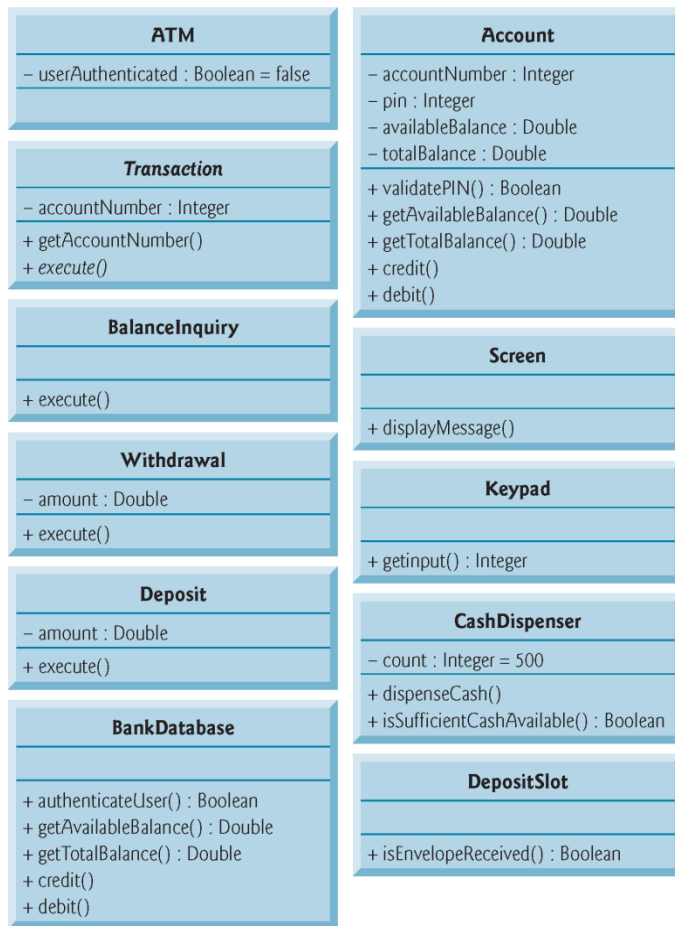 ATM
– userAuthenticated : Boolean = false
Transaction
– accountNumber : Integer
+ getAccountNumber()
+ execute()
BalanceInquiry
+ execute()
Withdrawal
– amount : Double
+ execute()
Deposit
– amount : Double
+ execute()
BankDatabase
+ authenticateUser() : Boolean
+ getAvailableBalance() : Double
+ getTotalBalance() : Double
+ credit()
+ debit()
Account
– accountNumber : Integer
– pin : Integer
– availableBalance : Double
– totalBalance : Double
+ validatePIN() : Boolean
+ getAvailableBalance() : Double
+ getTotalBalance() : Double
+ credit()
+ debit()
Screen
+ displayMessage()
Keypad
+ getinput() : Integer
CashDispenser
– count : Integer = 500
+ dispenseCash()
+ isSufficientCashAvailable() : Boolean
DepositSlot
+ isEnvelopeReceived() : Boolean